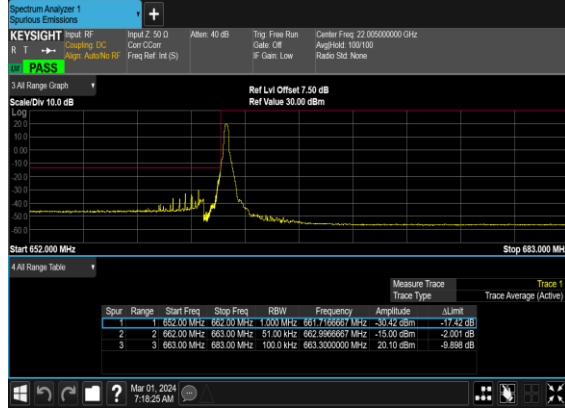 Spectrum Analyzer 1
Spurious Emissions
KEYSIGHT
R T
PASS
Input: RF
Coupling: DC
Align: Auto/No RF
Input Z: 50 Ω
Corr CCorr
Freq Ref: Int (S)
Atten: 40 dB
Trig: Free Run
Gate: Off
IF Gain: Low
Center Freq: 22.005000000 GHz
Avg|Hold: 100/100
Radio Std: None
3 All Range Graph
Scale/Div 10.0 dB
Ref Lvl Offset 7.50 dB
Ref Value 30.00 dBm
Log
20.0
10.0
0.00
-10.0
-20.0
-30.0
-40.0
-50.0
-60.0
Start 652.000 MHz
Stop 683.000 MH
4 All Range Table
Measure Trace Trace 1
Trace Type Trace Average (Active)
Spur Range Start Freq Stop Freq RBW Frequency Amplitude ΔLimit
1 1 652.00 MHz 662.00 MHz 1.000 MHz 661.7166667 MHz -30.42 dBm -17.42 dB
2 2 662.00 MHz 663.00 MHz 51.00 kHz 662.9966667 MHz -15.00 dBm -2.001 dB
3 3 663.00 MHz 683.00 MHz 100.0 kHz 663.3000000 MHz 20.10 dBm -9.898 dB
?
Mar 01, 2024
7:18:25 AM